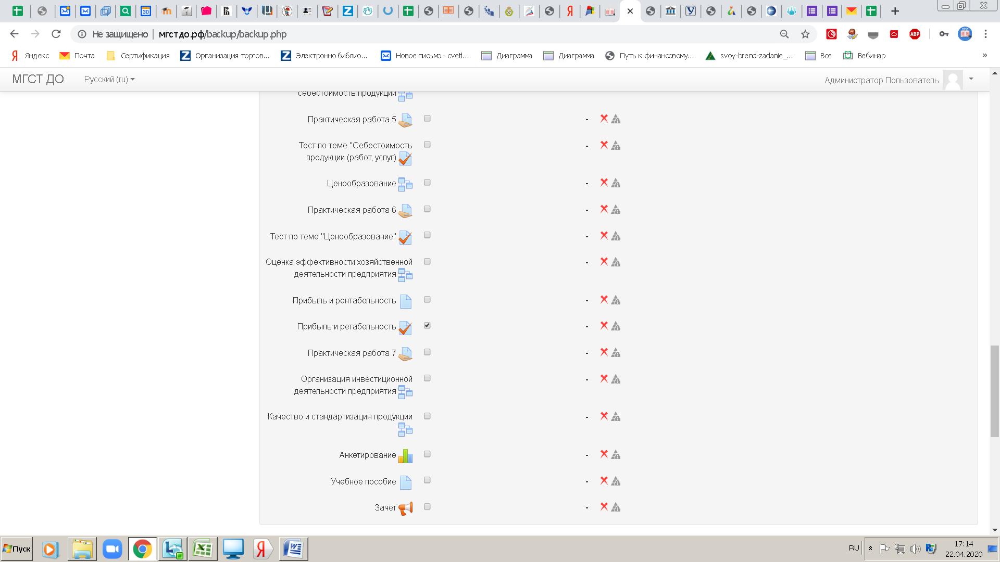 30
Не защищено | мгстдо.рф/backup/backup.php
ABP
Яндекс
Почта
Сертификация
Организация торгов...
Электронно библио...
Новое письмо - cvetl...
Диаграмма
Диаграмма
Путь к финансовому...
svoy-brend-zadanie_...
Все
Вебинар
»
МГСТ ДО
Русский (ru)
Администратор Пользователь
себестоимость продукции
Практическая работа 5
-
Тест по теме "Себестоимость
продукции (работ, услуг)
-
Ценообразование
-
Практическая работа 6
-
Тест по теме "Ценообразование"
-
Оценка эффективности хозяйственной
деятельности предприятия
-
Прибыль и рентабельность
-
Прибыль и ретабельность
-
Практическая работа 7
-
Организация инвестиционной
деятельности предприятия
-
Качество и стандартизация продукции
-
Анкетирование
-
Учебное пособие
-
Зачет
-
Пуск
RU
17:14
22.04.2020